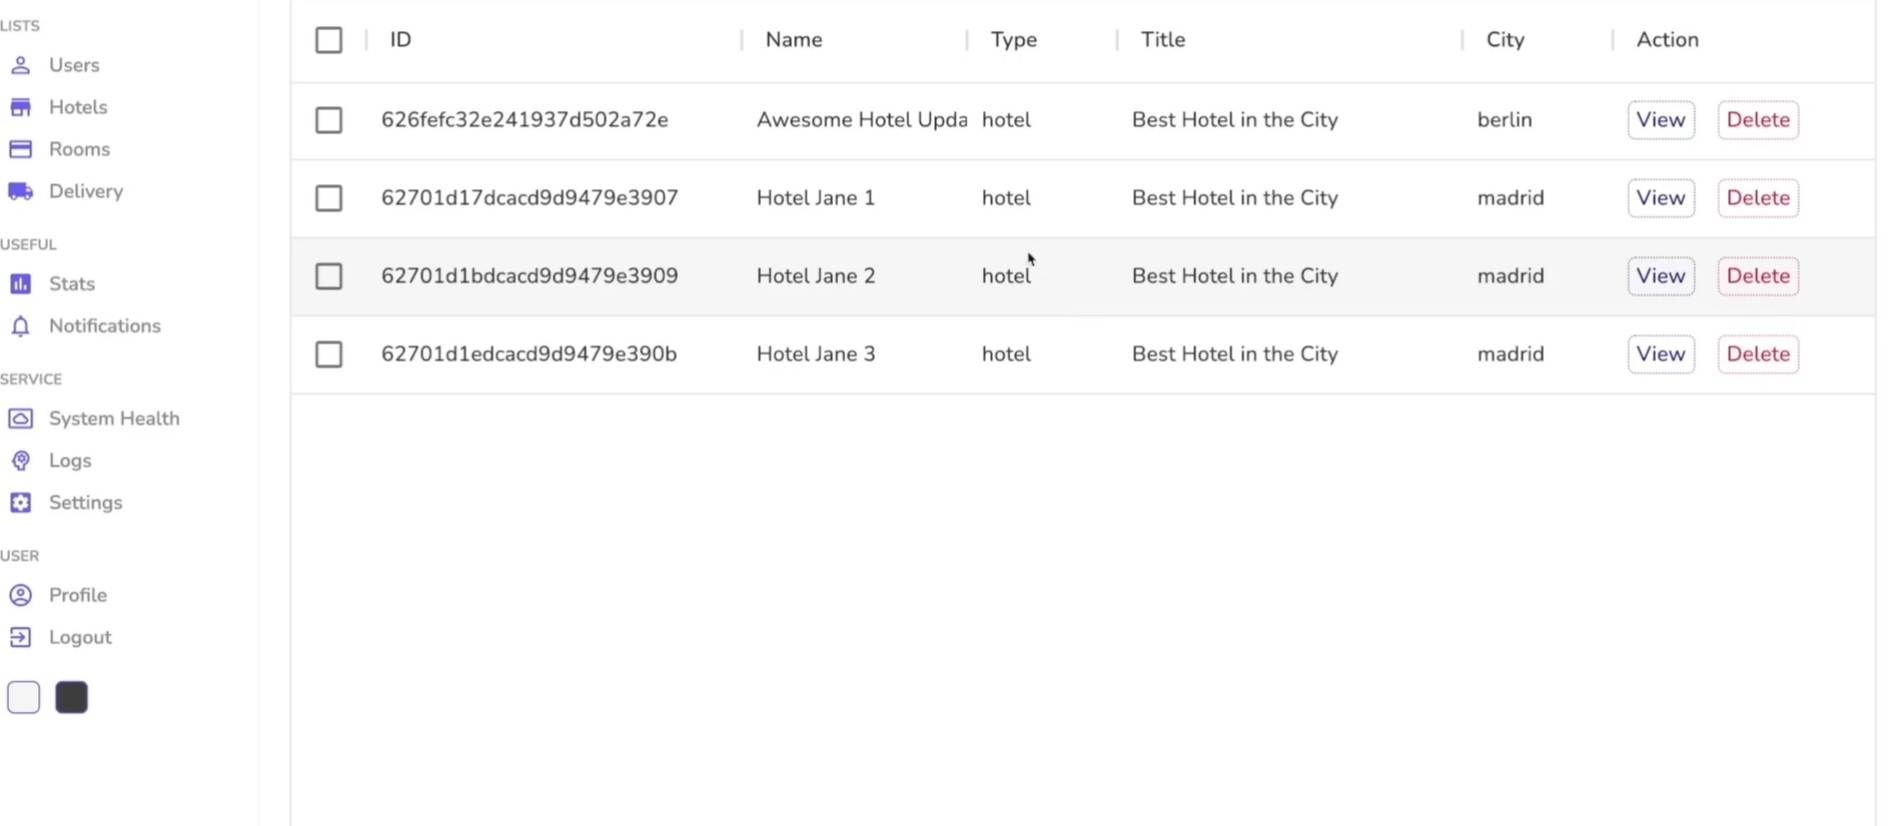 LISTS
Users
Hotels
Rooms
Delivery
USEFUL
Stats
Notifications
SERVICE
System Health
Logs
Settings
USER
Profile
Logout
ID Name Type Title City Action
626fefc32e241937d502a72e Awesome Hotel Upda hotel Best Hotel in the City berlin View Delete
62701d17dcacd9d9479e3907 Hotel Jane 1 hotel Best Hotel in the City madrid View Delete
62701d1bdcacd9d9479e3909 Hotel Jane 2 hotel Best Hotel in the City madrid View Delete
62701d1edcacd9d9479e390b Hotel Jane 3 hotel Best Hotel in the City madrid View Delete